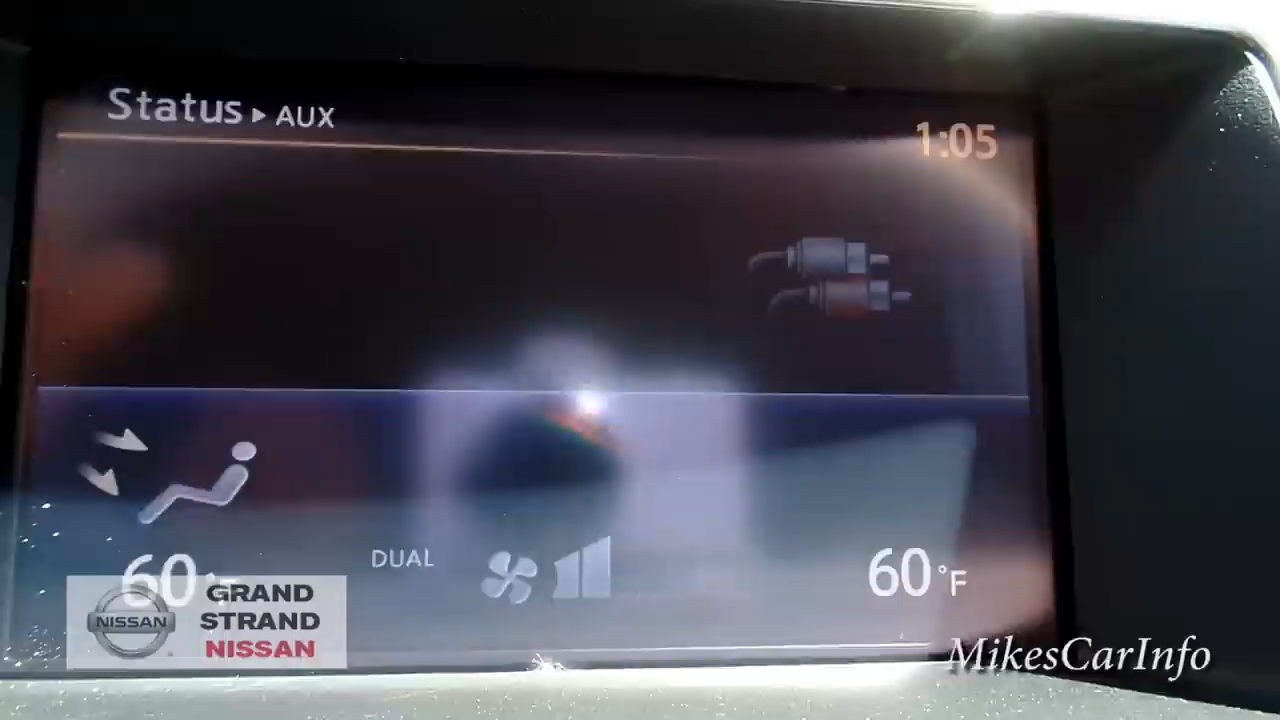 Status ▸ AUX
1:05
60°F
DUAL
60°F
NISSAN
GRAND
STRAND
NISSAN
MikesCarInfo